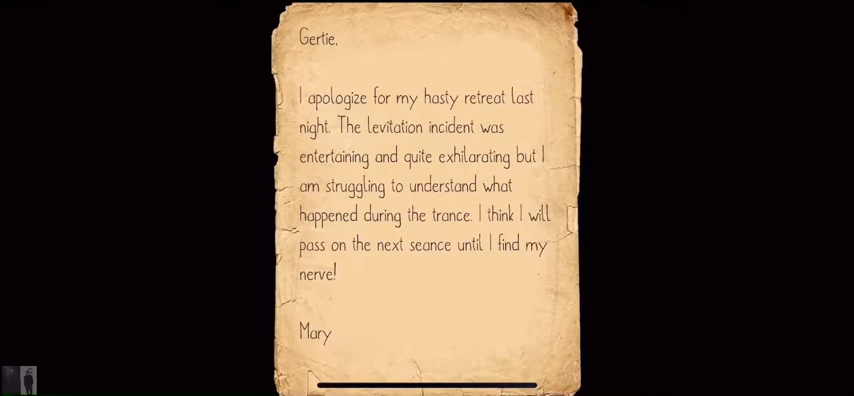 Gertie,
I apologize for my hasty retreat last
night. The levitation incident was
entertaining and quite exhilarating but I
am struggling to understand what
happened during the trance. I think I will
pass on the next seance until I find my
nerve!
Mary